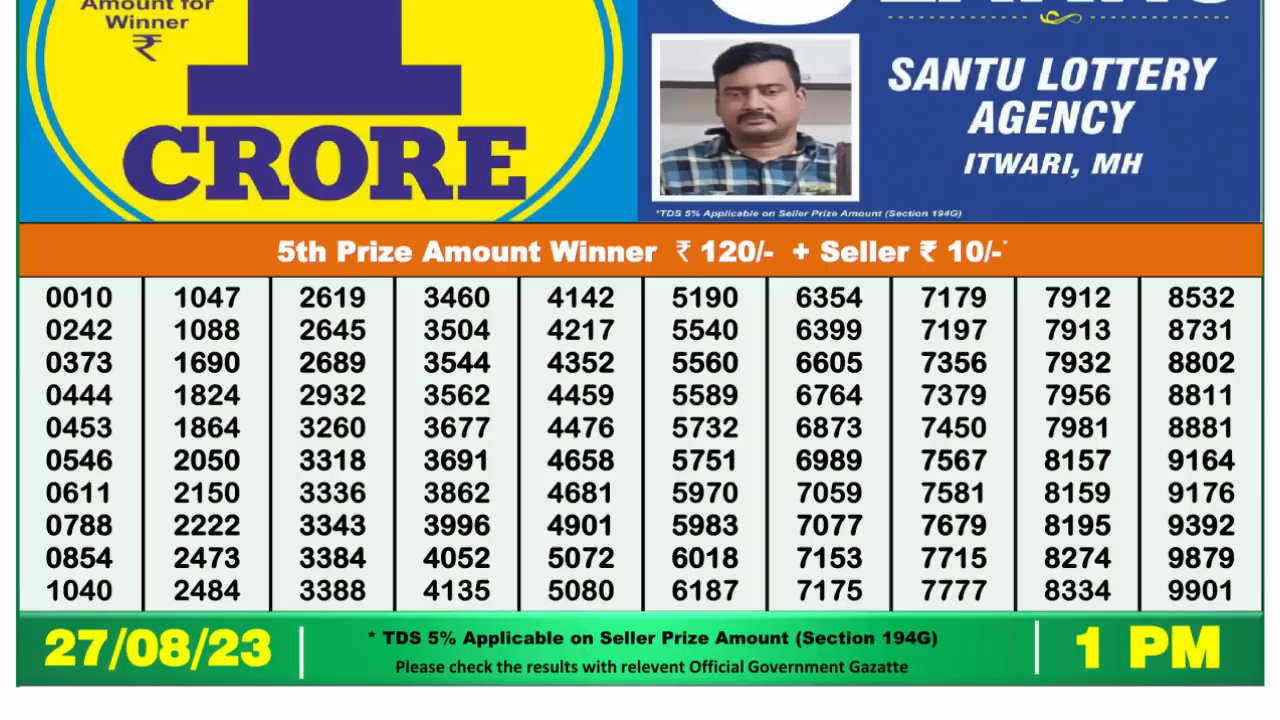 Amount for
Winner
₹
1
CRORE
SANTU LOTTERY
AGENCY
ITWARI, MH
*TDS 5% Applicable on Seller Prize Amount (Section 194G)
5th Prize Amount Winner ₹ 120/- + Seller ₹ 10/-*
0010 1047 2619 3460 4142 5190 6354 7179 7912 8532
0242 1088 2645 3504 4217 5540 6399 7197 7913 8731
0373 1690 2689 3544 4352 5560 6605 7356 7932 8802
0444 1824 2932 3562 4459 5589 6764 7379 7956 8811
0453 1864 3260 3677 4476 5732 6873 7450 7981 8881
0546 2050 3318 3691 4658 5751 6989 7567 8157 9164
0611 2150 3336 3862 4681 5970 7059 7581 8159 9176
0788 2222 3343 3996 4901 5983 7077 7679 8195 9392
0854 2473 3384 4052 5072 6018 7153 7715 8274 9879
1040 2484 3388 4135 5080 6187 7175 7777 8334 9901
27/08/23
* TDS 5% Applicable on Seller Prize Amount (Section 194G)
Please check the results with relevent Official Government Gazatte
1 PM